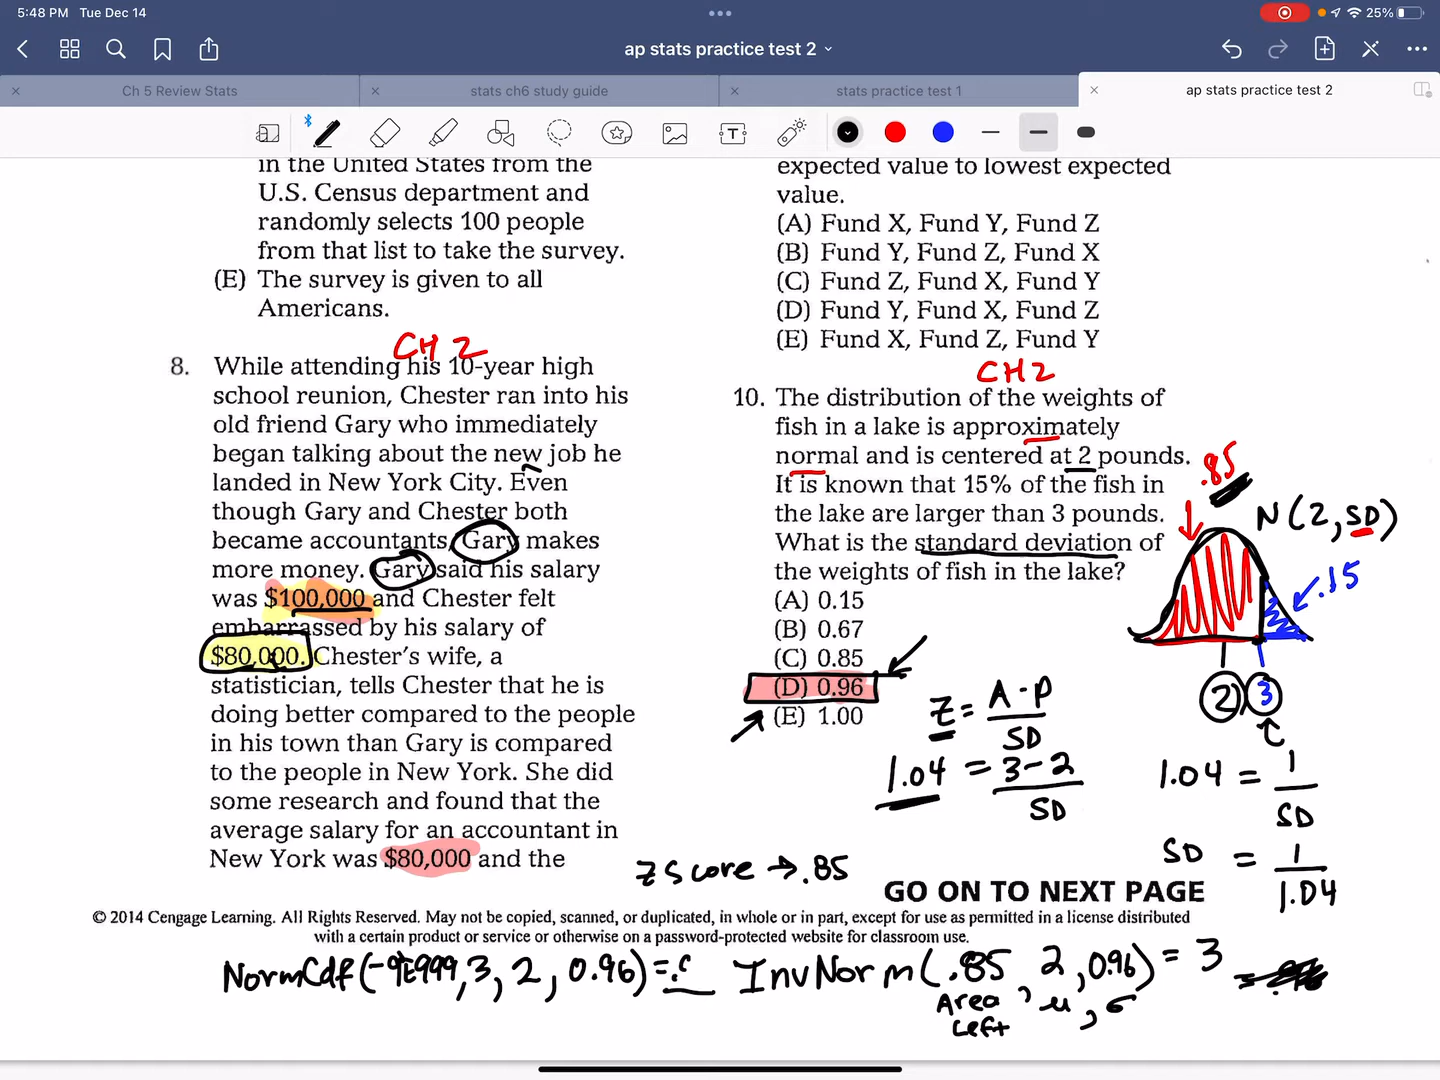 5:48 PM Tue Dec 14
25%
ap stats practice test 2
Ch 5 Review Stats
stats ch6 study guide
stats practice test 1
ap stats practice test 2
in the United States from the
U.S. Census department and
randomly selects 100 people
from that list to take the survey.
(E) The survey is given to all
Americans.
CH 2
8. While attending his 10-year high
school reunion, Chester ran into his
old friend Gary who immediately
began talking about the new job he
landed in New York City. Even
though Gary and Chester both
became accountants, Gary makes
more money. Gary said his salary
was $100,000 and Chester felt
embarrassed by his salary of
$80,000. Chester's wife, a
statistician, tells Chester that he is
doing better compared to the people
in his town than Gary is compared
to the people in New York. She did
some research and found that the
average salary for an accountant in
New York was $80,000 and the
expected value to lowest expected
value.
(A) Fund X, Fund Y, Fund Z
(B) Fund Y, Fund Z, Fund X
(C) Fund Z, Fund X, Fund Y
(D) Fund Y, Fund X, Fund Z
(E) Fund X, Fund Z, Fund Y
CH 2
10. The distribution of the weights of
fish in a lake is approximately
normal and is centered at 2 pounds.
It is known that 15% of the fish in
the lake are larger than 3 pounds.
What is the standard deviation of
the weights of fish in the lake?
(A) 0.15
(B) 0.67
(C) 0.85
(D) 0.96
(E) 1.00
.85
N(2, SD)
.15
2 3
Z = A - P
SD
1.04 = 3 - 2
SD
1.04 = 1
SD
SD = 1
1.04
Z score → .85
GO ON TO NEXT PAGE
© 2014 Cengage Learning. All Rights Reserved. May not be copied, scanned, or duplicated, in whole or in part, except for use as permitted in a license distributed
with a certain product or service or otherwise on a password-protected website for classroom use.
NormCdf(-9E999, 3, 2, 0.96) =
InvNorm(.85 2, 0.96) = 3
Area , μ , σ
Left